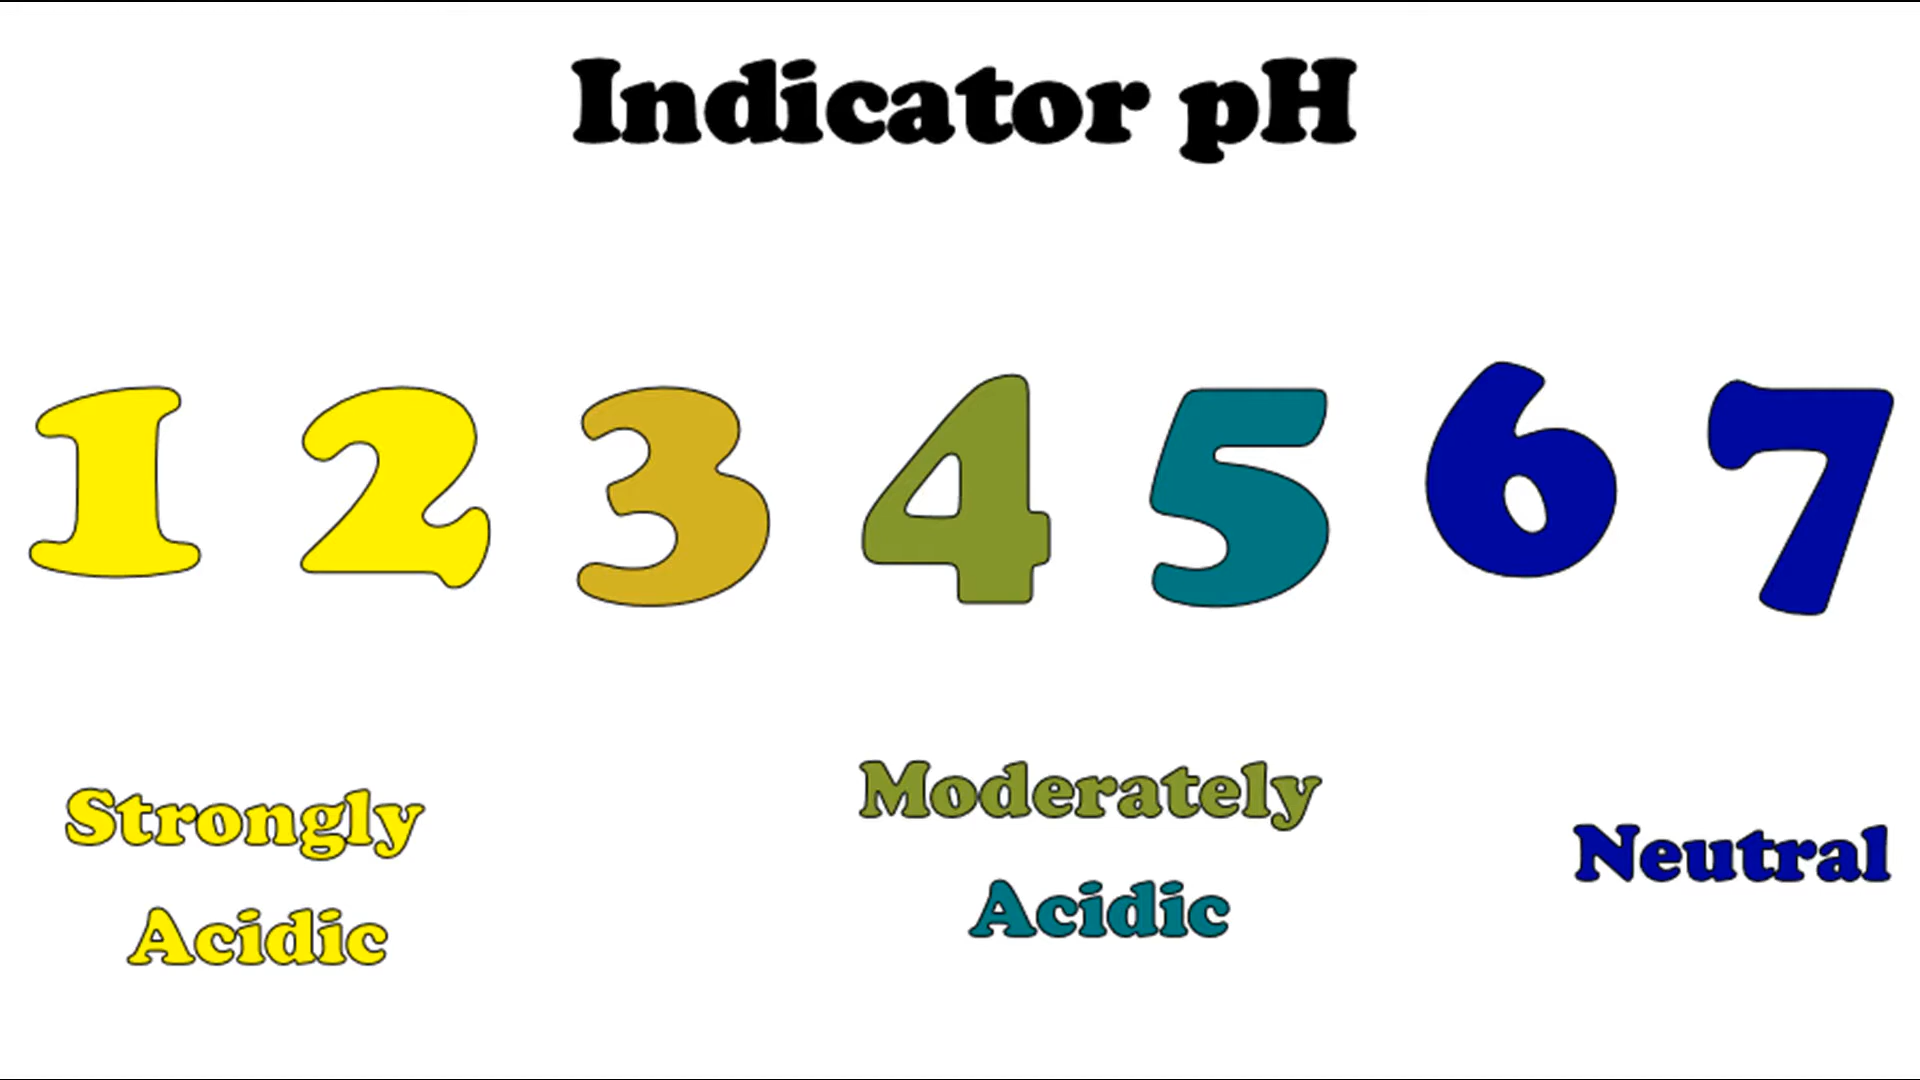 Indicator pH
1 2 3 4 5 6 7
Strongly
Acidic
Moderately
Acidic
Neutral